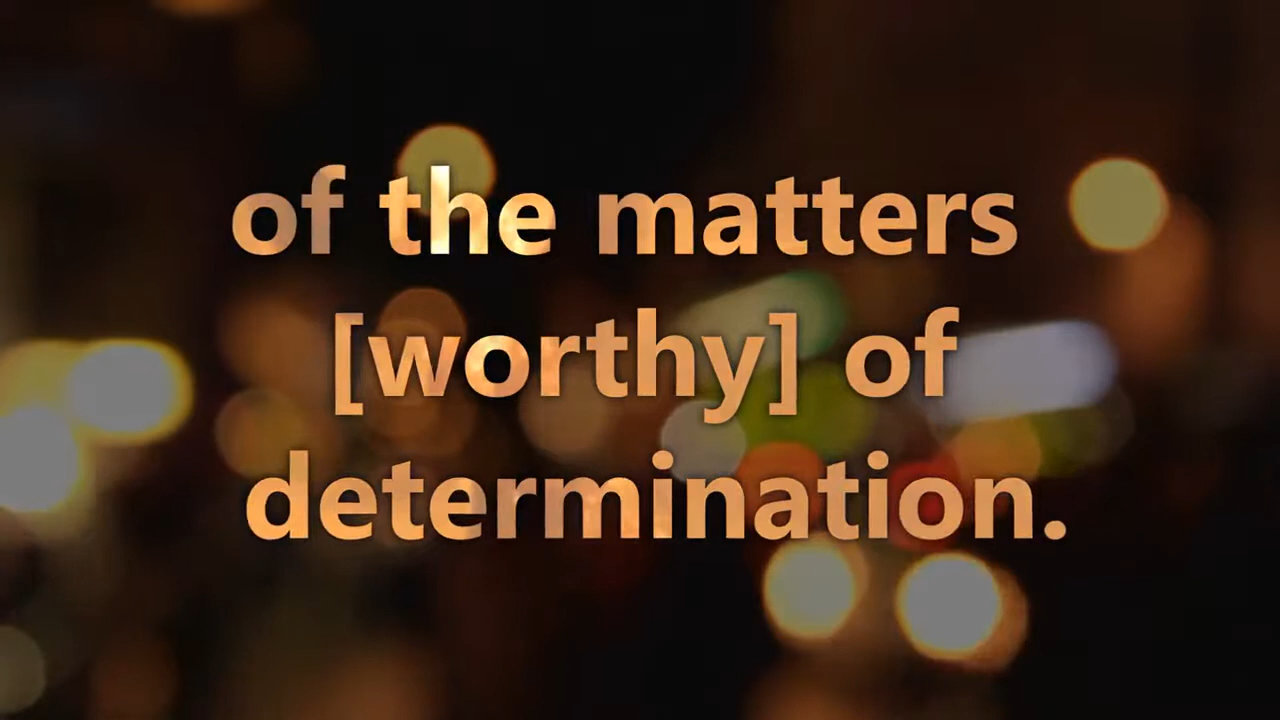 of the matters
[worthy] of
determination.